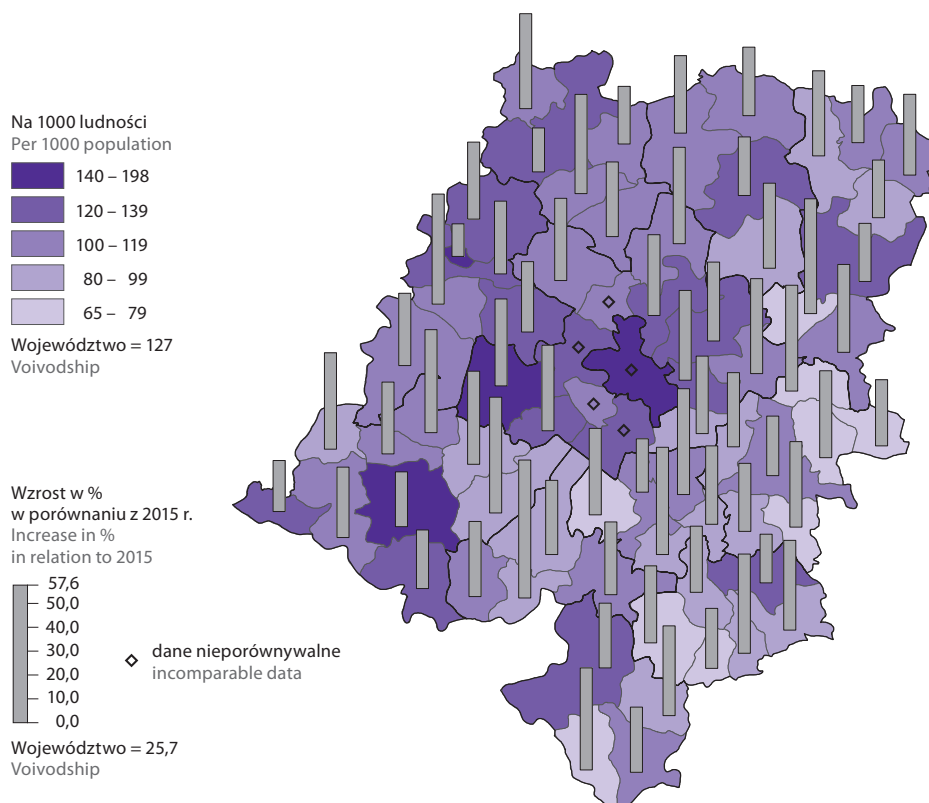 Na 1000 ludności
Per 1000 population
140 – 198
120 – 139
100 – 119
80 – 99
65 – 79
Województwo = 127
Voivodship
Wzrost w %
w porównaniu z 2015 r.
Increase in %
in relation to 2015
57,6
50,0
40,0
30,0
20,0
10,0
0,0
dane nieporównywalne
incomparable data
Województwo = 25,7
Voivodship